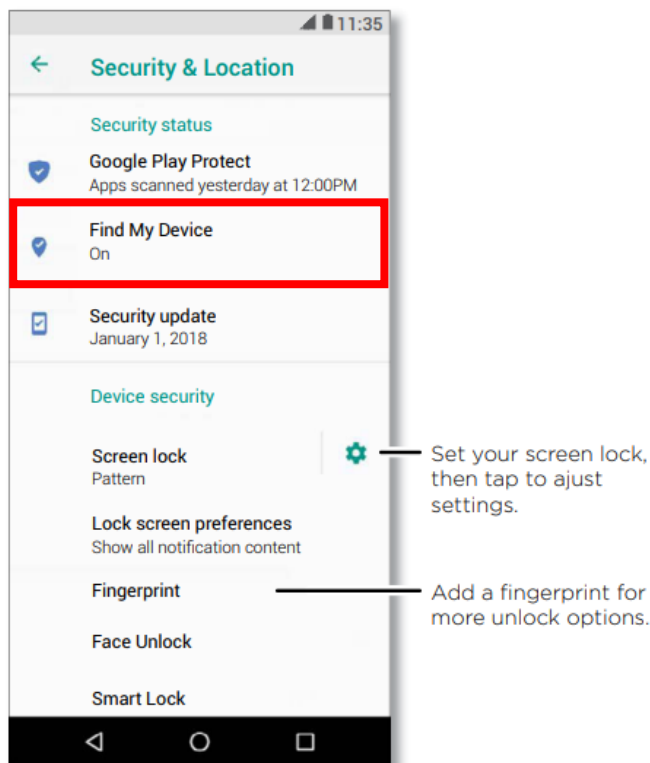 11:35
Security & Location
Security status
Google Play Protect
Apps scanned yesterday at 12:00PM
Find My Device
On
Security update
January 1, 2018
Device security
Screen lock
Pattern
Set your screen lock,
then tap to ajust
settings.
Lock screen preferences
Show all notification content
Fingerprint
Add a fingerprint for
more unlock options.
Face Unlock
Smart Lock